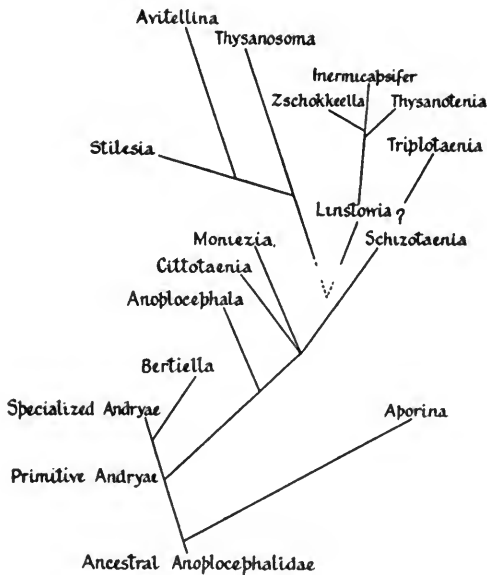 Avitellina
Thysanosoma
Inermicapsifer
Zschokkeella
Thysanotenia
Stilesia
Triplotaenia
Linstowia ?
Schizotaenia
Moniezia.
Cittotaenia
Anoplocephala
Bertiella
Specialized Andryae
Aporina
Primitive Andryae
Ancestral Anoplocephalidae